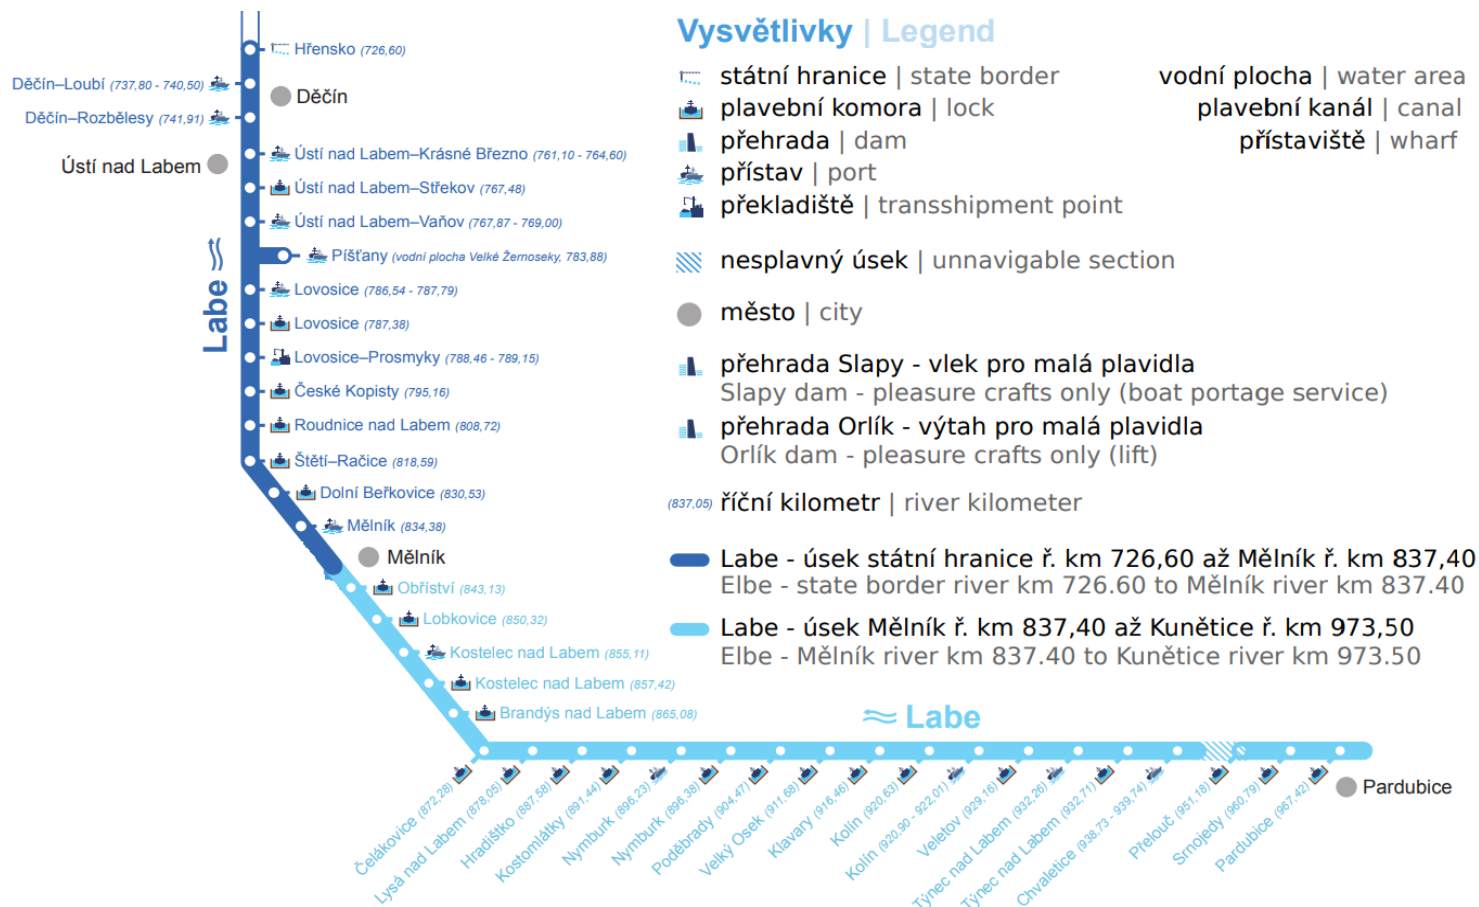 Hřensko (726,60)
Děčín–Loubí (737,80 - 740,50)
Děčín
Děčín–Rozbělesy (741,91)
Ústí nad Labem–Krásné Březno (761,10 - 764,60)
Ústí nad Labem
Ústí nad Labem–Střekov (767,48)
Ústí nad Labem–Vaňov (767,87 - 769,00)
Píšťany (vodní plocha Velké Žernoseky, 783,88)
Labe
Lovosice (786,54 - 787,79)
Lovosice (787,38)
Lovosice–Prosmyky (788,46 - 789,15)
České Kopisty (795,16)
Roudnice nad Labem (808,72)
Štětí–Račice (818,59)
Dolní Beřkovice (830,53)
Mělník (834,38)
Mělník
Obříství (843,13)
Lobkovice (850,32)
Kostelec nad Labem (855,11)
Kostelec nad Labem (857,42)
Brandýs nad Labem (865,08)
Labe
Čelákovice (872,28)
Lysá nad Labem (878,05)
Hradištko (887,58)
Kostomlátky (891,44)
Nymburk (896,23)
Nymburk (896,38)
Poděbrady (904,47)
Velký Osek (911,68)
Klavary (916,46)
Kolín (920,63)
Kolín (920,90 - 922,01)
Veletov (929,16)
Týnec nad Labem (932,26)
Týnec nad Labem (932,71)
Chvaletice (938,73 - 939,74)
Přelouč (951,18)
Srnojedy (960,79)
Pardubice (967,42)
Pardubice
Vysvětlivky | Legend
státní hranice | state border
plavební komora | lock
přehrada | dam
přístav | port
překladiště | transshipment point
vodní plocha | water area
plavební kanál | canal
přístaviště | wharf
nesplavný úsek | unnavigable section
město | city
přehrada Slapy - vlek pro malá plavidla
Slapy dam - pleasure crafts only (boat portage service)
přehrada Orlík - výtah pro malá plavidla
Orlík dam - pleasure crafts only (lift)
(837,05) říční kilometr | river kilometer
Labe - úsek státní hranice ř. km 726,60 až Mělník ř. km 837,40
Elbe - state border river km 726.60 to Mělník river km 837.40
Labe - úsek Mělník ř. km 837,40 až Kunětice ř. km 973,50
Elbe - Mělník river km 837.40 to Kunětice river km 973.50